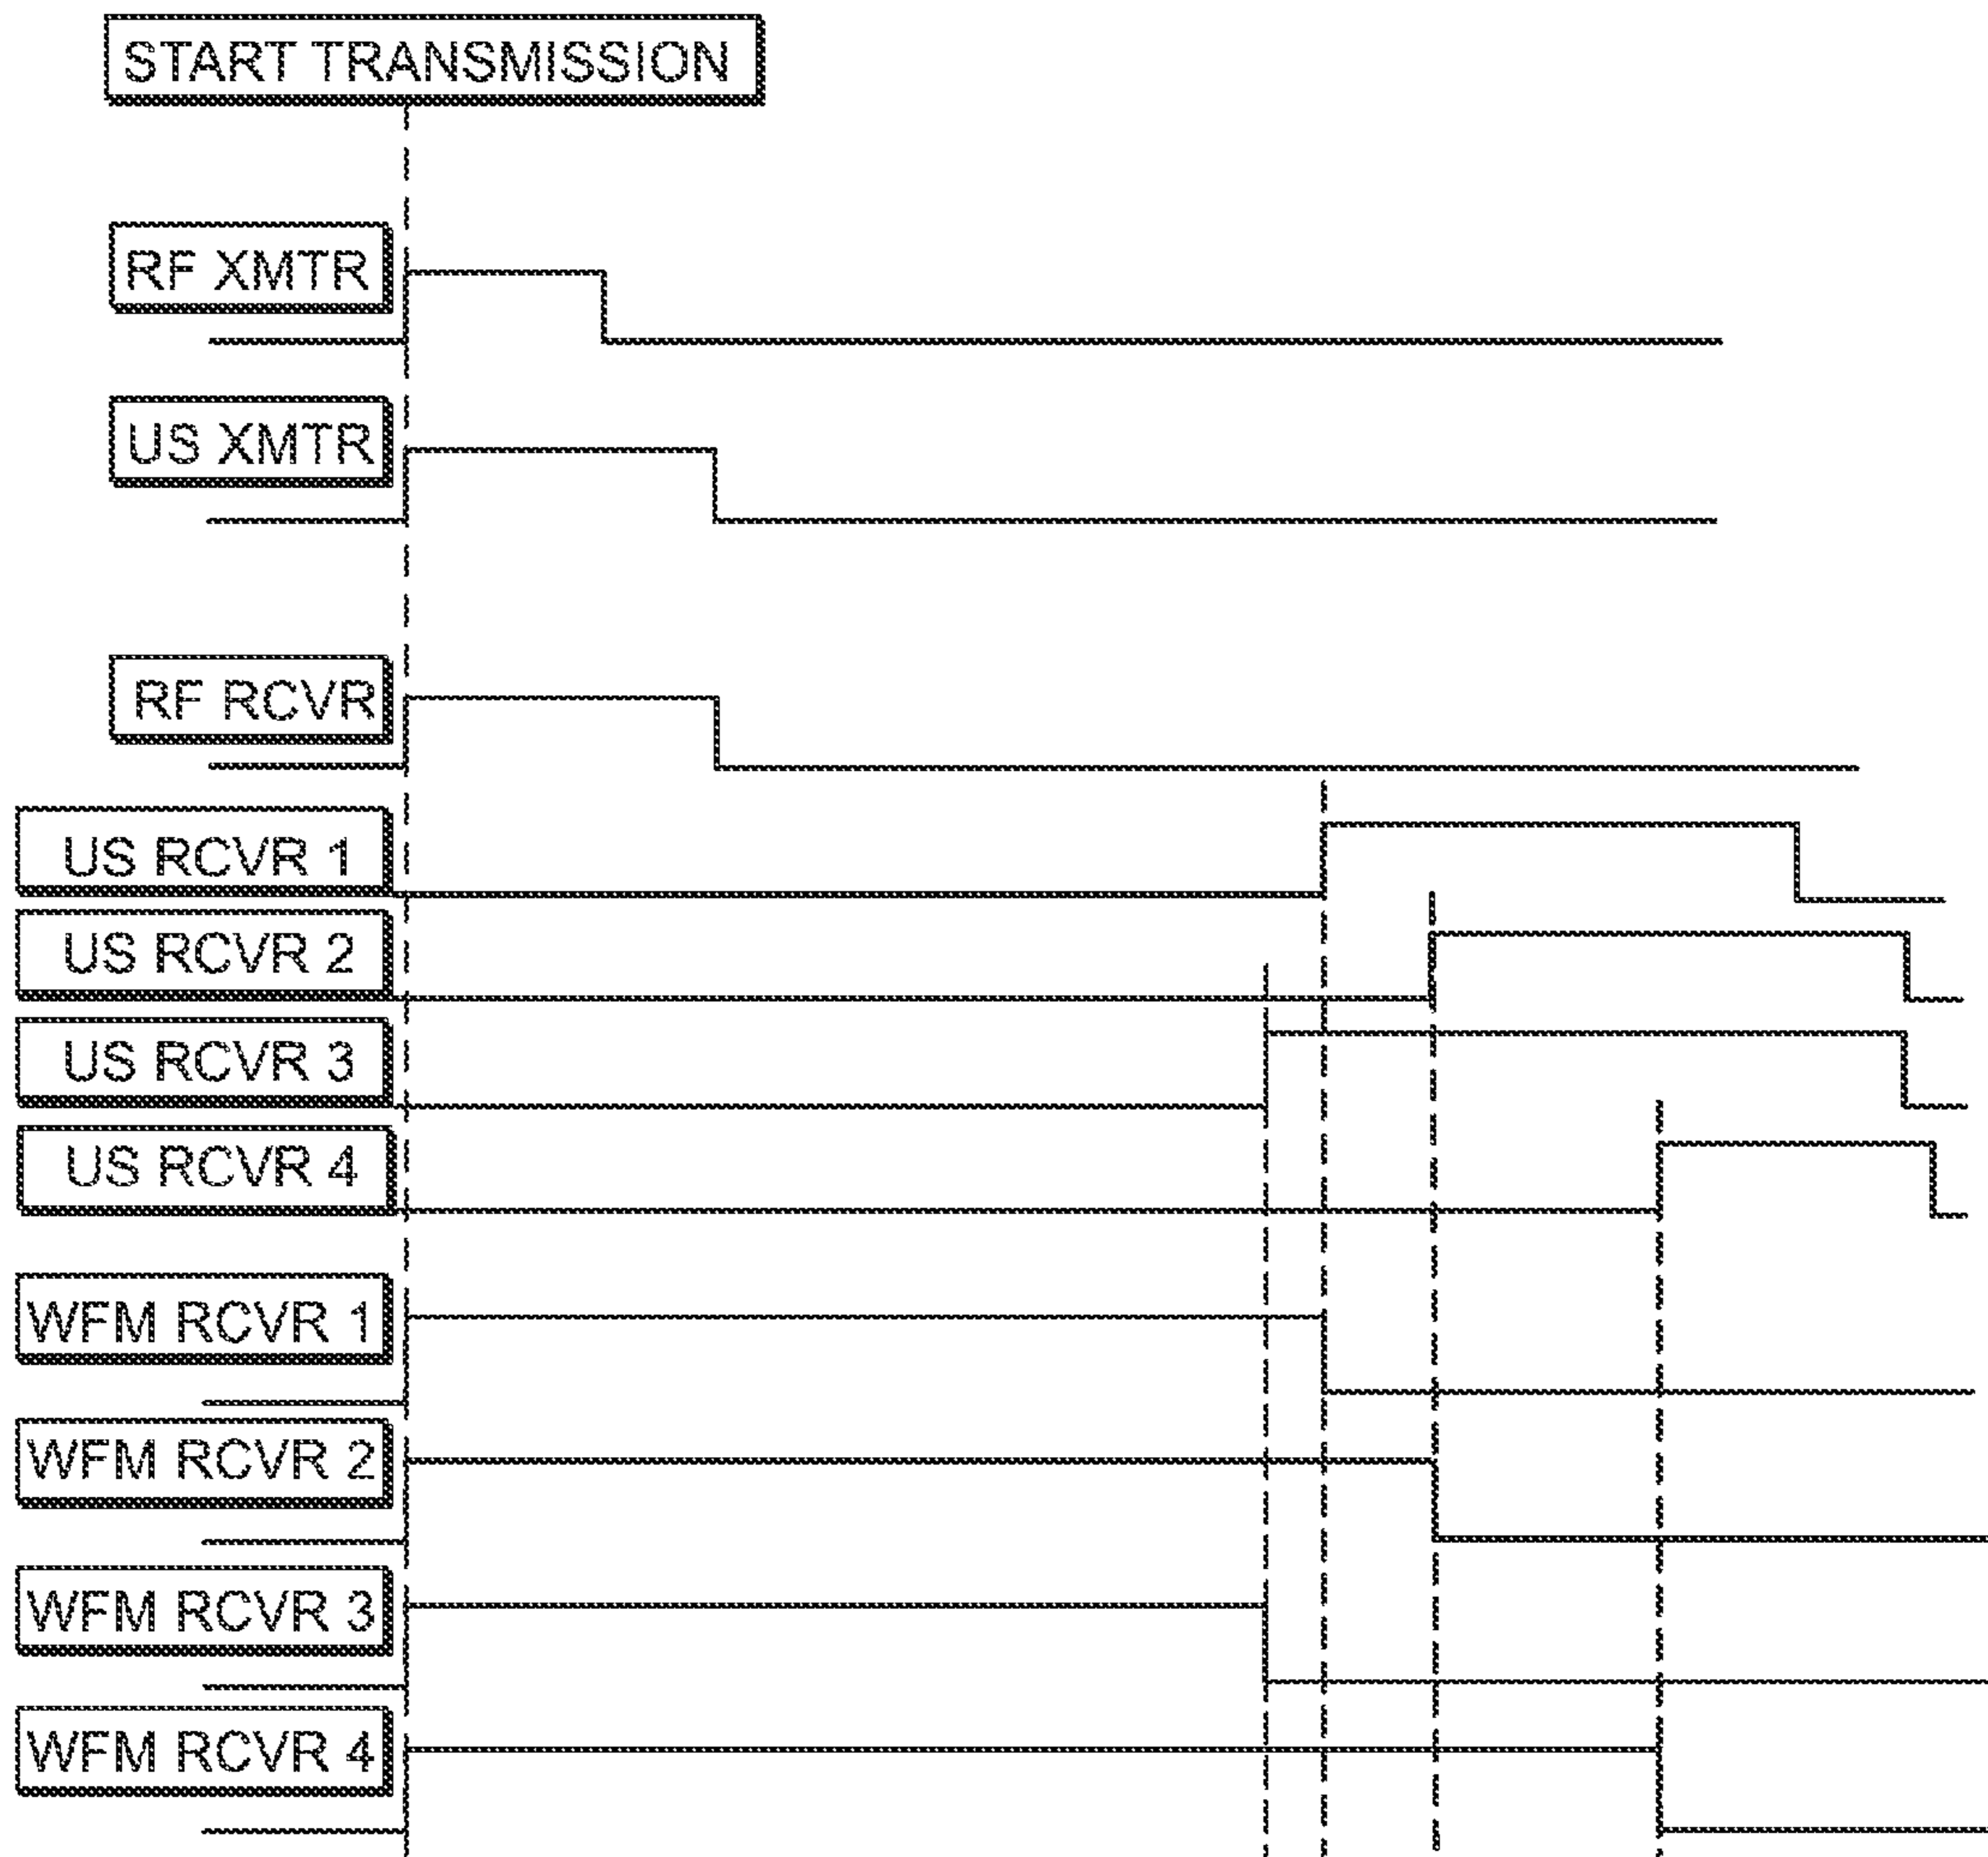 START TRANSMISSION
RF XMTR
US XMTR
RF RCVR
US RCVR 1
US RCVR 2
US RCVR 3
US RCVR 4
WFM RCVR 1
WFM RCVR 2
WFM RCVR 3
WFM RCVR 4